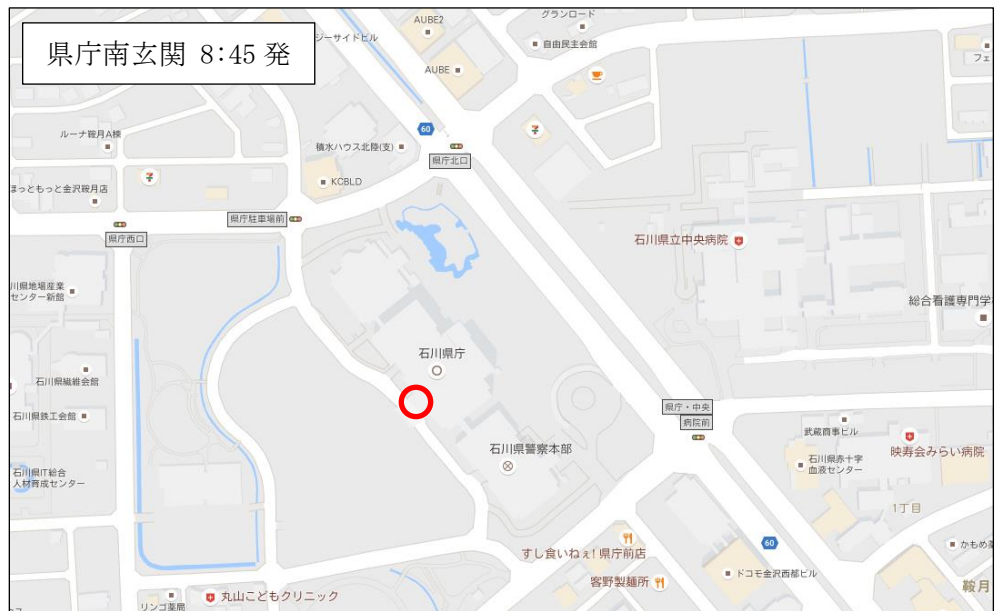 県庁南玄関 8:45 発
AUBE2
グランロード
ジーサイドビル
自由民主会館
フェ
AUBE
60
ルーナ鞍月A棟
積水ハウス北陸(支)
県庁北口
KCBLD
ほっともっと金沢鞍月店
県庁駐車場前
県庁西口
石川県立中央病院
川県地場産業
センター新館
総合看護専門学
石川県庁
石川県繊維会館
石川県鉄工会館
県庁・中央
病院前
武蔵商事ビル
映寿会みらい病院
石川県警察本部
石川県赤十字
血液センター
石川県IT総合
人材育成センター
1丁目
すし食いねぇ!県庁前店
60
かもめ薬
客野製麺所
ドコモ金沢西都ビル
鞍月
丸山こどもクリニック
リンゴ薬局